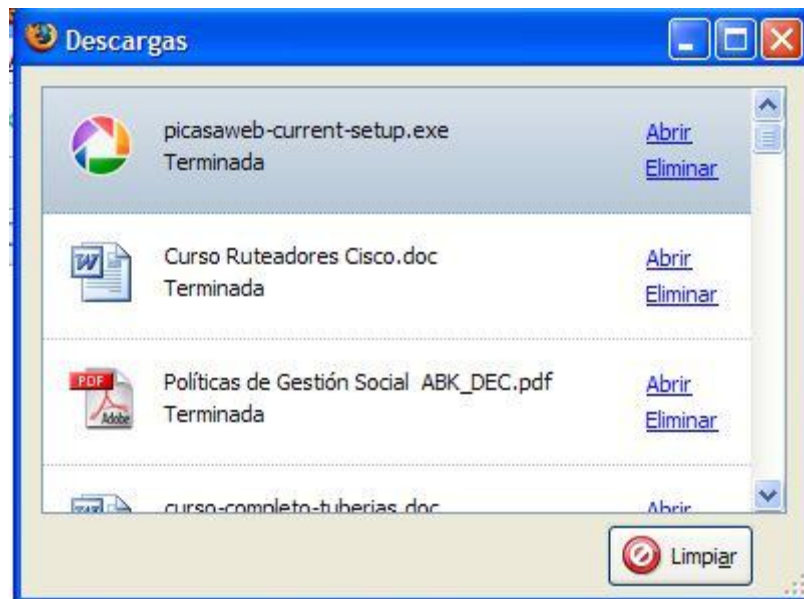 Descargas
picasaweb-current-setup.exe
Terminada
Abrir
Eliminar
Curso Ruteadores Cisco.doc
Terminada
Abrir
Eliminar
PDF
Adobe
Políticas de Gestión Social ABK_DEC.pdf
Terminada
Abrir
Eliminar
curso-completo-tuberias.doc
Abrir
Limpiar